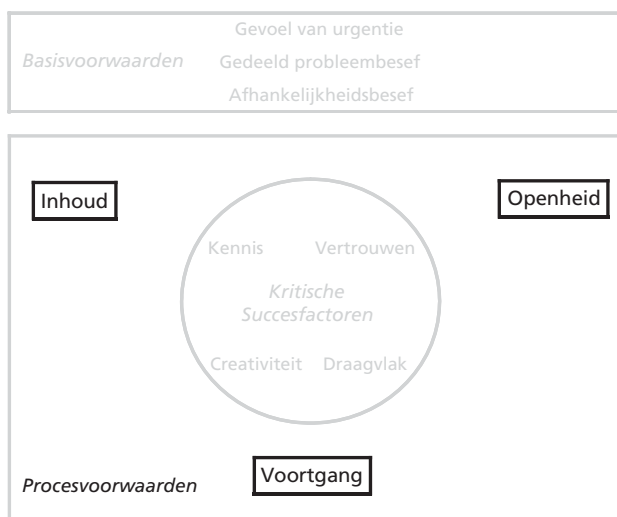 Gevoel van urgentie
Basisvoorwaarden Gedeeld probleembesef
Afhankelijkheidsbesef
Inhoud
Openheid
Kennis Vertrouwen
Kritische
Succesfactoren
Creativiteit Draagvlak
Voortgang
Procesvoorwaarden